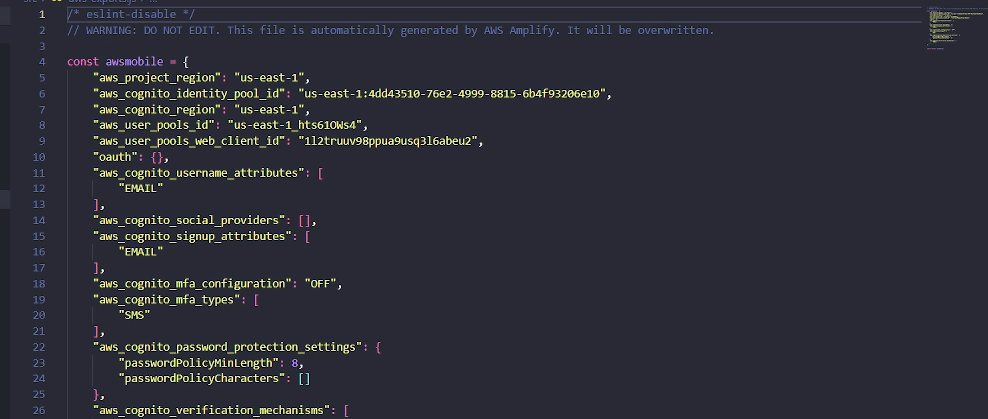 1 /* eslint-disable */
2 // WARNING: DO NOT EDIT. This file is automatically generated by AWS Amplify. It will be overwritten.
3
4 const awsmobile = {
5 "aws_project_region": "us-east-1",
6 "aws_cognito_identity_pool_id": "us-east-1:4dd43510-76e2-4999-8815-6b4f93206e10",
7 "aws_cognito_region": "us-east-1",
8 "aws_user_pools_id": "us-east-1_hts61OWs4",
9 "aws_user_pools_web_client_id": "1l2truuv98ppua9usq3l6abeu2",
10 "oauth": {},
11 "aws_cognito_username_attributes": [
12 "EMAIL"
13 ],
14 "aws_cognito_social_providers": [],
15 "aws_cognito_signup_attributes": [
16 "EMAIL"
17 ],
18 "aws_cognito_mfa_configuration": "OFF",
19 "aws_cognito_mfa_types": [
20 "SMS"
21 ],
22 "aws_cognito_password_protection_settings": {
23 "passwordPolicyMinLength": 8,
24 "passwordPolicyCharacters": []
25 },
26 "aws_cognito_verification_mechanisms": [